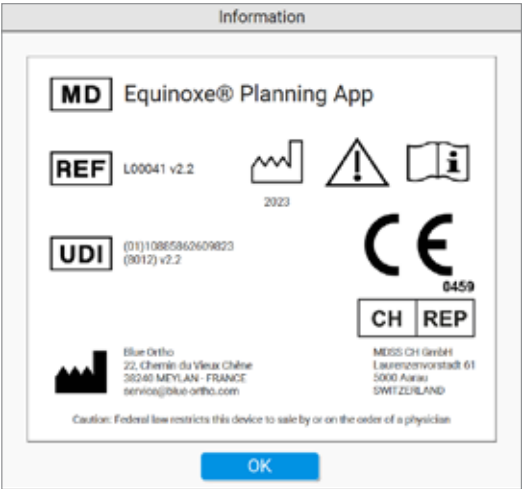 Information
MD Equinoxe® Planning App
REF L00041 v2.2
2023
UDI (01)10885862609823
(8012) v2.2
CE
0459
CH REP
Blue Ortho
22, Chemin du Vieux Chêne
38240 MEYLAN - FRANCE
service@blue-ortho.com
MDSS CH GmbH
Laurenzenvorstadt 61
5000 Aarau
SWITZERLAND
Caution: Federal law restricts this device to sale by or on the order of a physician
OK